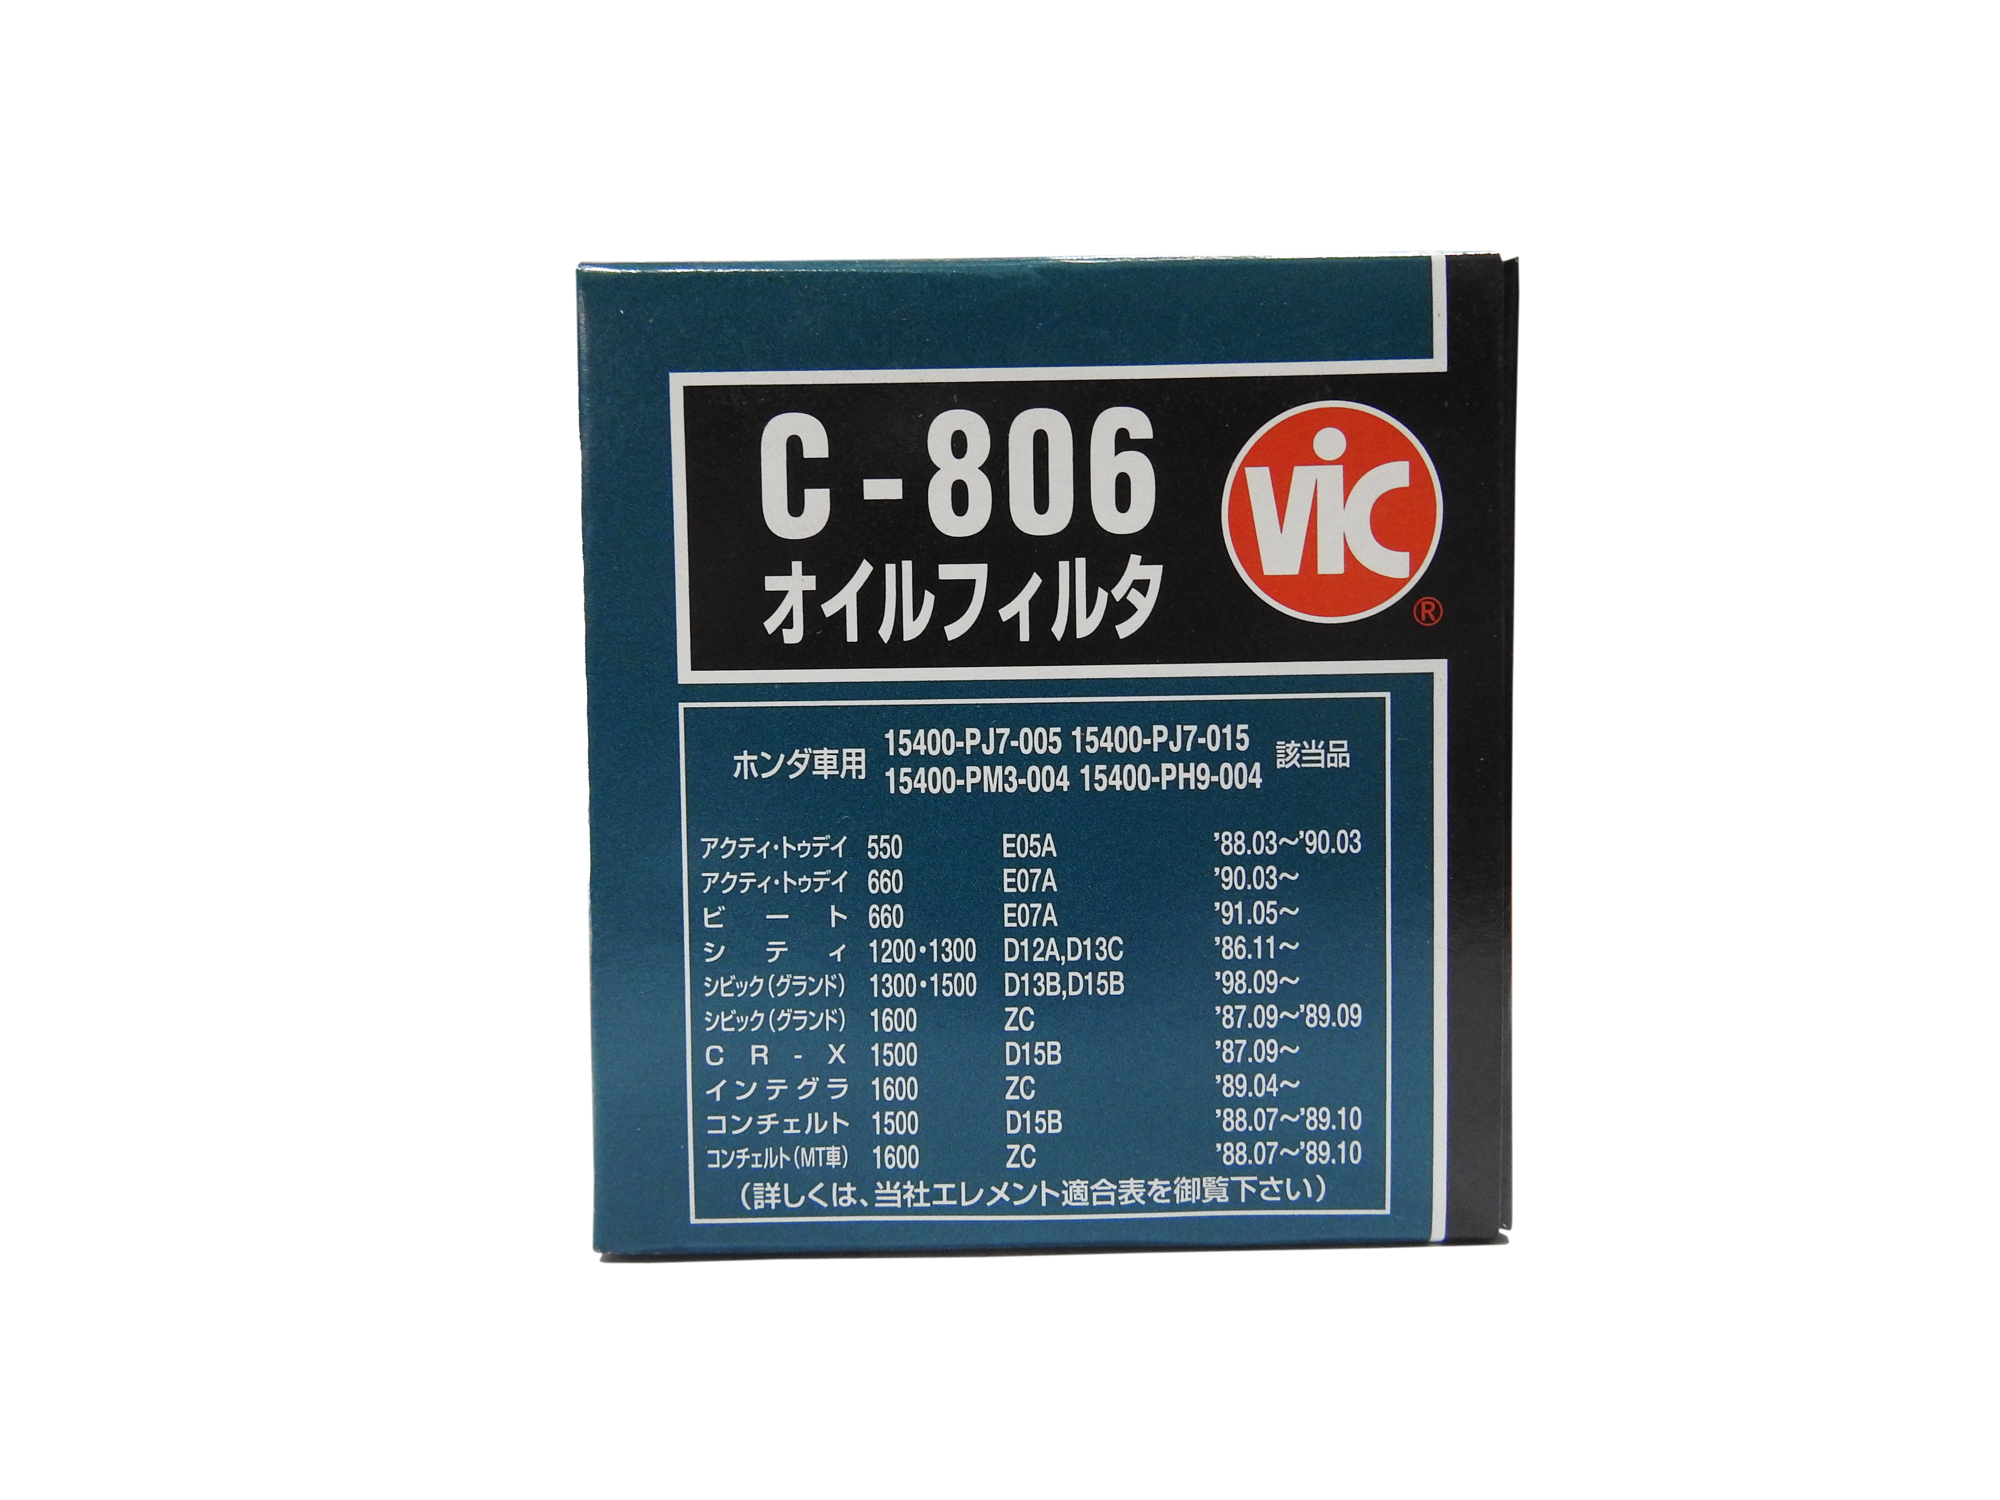 C-806
オイルフィルタ
ViC
®
ホンダ車用 15400-PJ7-005 15400-PJ7-015 該当品
15400-PM3-004 15400-PH9-004
アクティ・トゥデイ 550 E05A '88.03～'90.03
アクティ・トゥデイ 660 E07A '90.03～
ビート 660 E07A '91.05～
シティ 1200・1300 D12A,D13C '86.11～
シビック(グランド) 1300・1500 D13B,D15B '98.09～
シビック(グランド) 1600 ZC '87.09～'89.09
CR-X 1500 D15B '87.09～
インテグラ 1600 ZC '89.04～
コンチェルト 1500 D15B '88.07～'89.10
コンチェルト(MT車) 1600 ZC '88.07～'89.10
(詳しくは、当社エレメント適合表を御覧下さい)